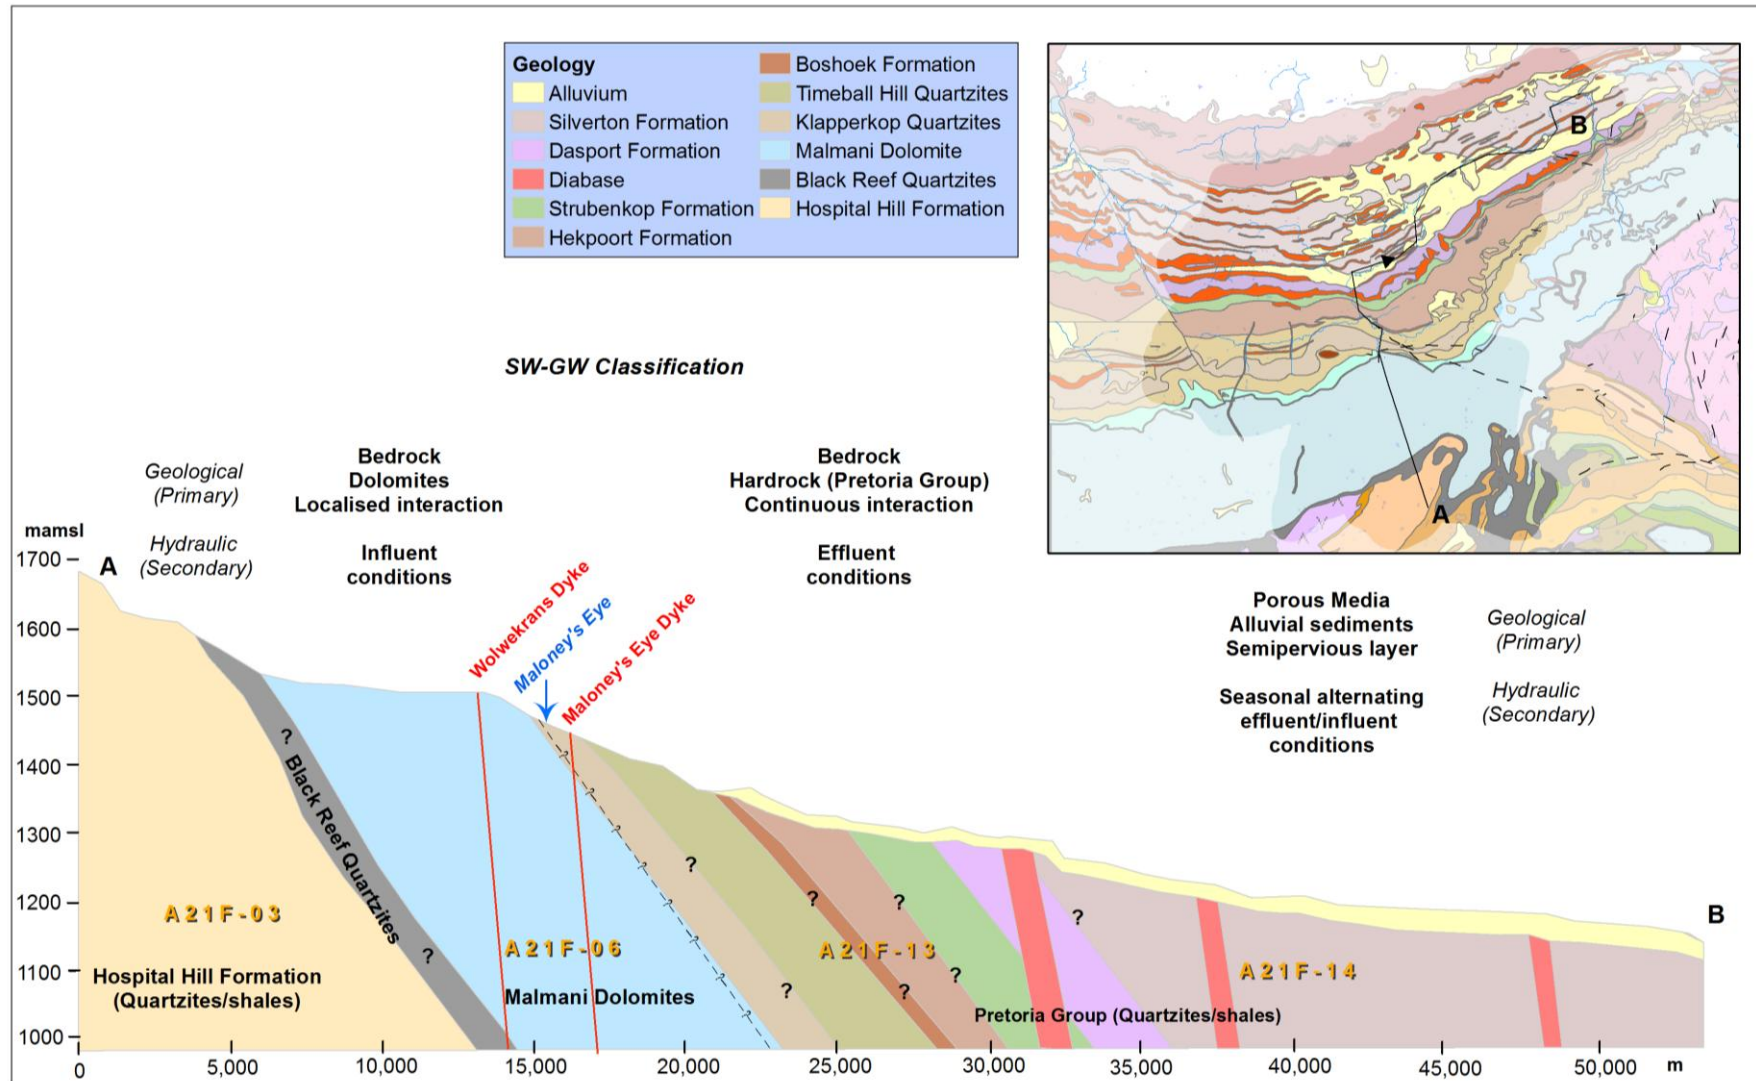 Geology
Alluvium
Silverton Formation
Dasport Formation
Diabase
Strubenkop Formation
Hekpoort Formation
Boshoek Formation
Timeball Hill Quartzites
Klapperkop Quartzites
Malmani Dolomite
Black Reef Quartzites
Hospital Hill Formation
B
A
SW-GW Classification
Geological
(Primary)
Hydraulic
(Secondary)
Bedrock
Dolomites
Localised interaction
Influent
conditions
Bedrock
Hardrock (Pretoria Group)
Continuous interaction
Effluent
conditions
Porous Media
Alluvial sediments
Semipervious layer
Seasonal alternating
effluent/influent
conditions
Geological
(Primary)
Hydraulic
(Secondary)
mamsl
1700
1600
1500
1400
1300
1200
1100
1000
A
Wolwekrans Dyke
Maloney's Eye
Maloney's Eye Dyke
? Black Reef Quartzites ?
? ? ? ? ? ? ? ? ?
? ? ? ? ? ? ?
A21F-03
Hospital Hill Formation
(Quartzites/shales)
A21F-06
Malmani Dolomites
A21F-13
Pretoria Group (Quartzites/shales)
A21F-14
B
0 5,000 10,000 15,000 20,000 25,000 30,000 35,000 40,000 45,000 50,000 m